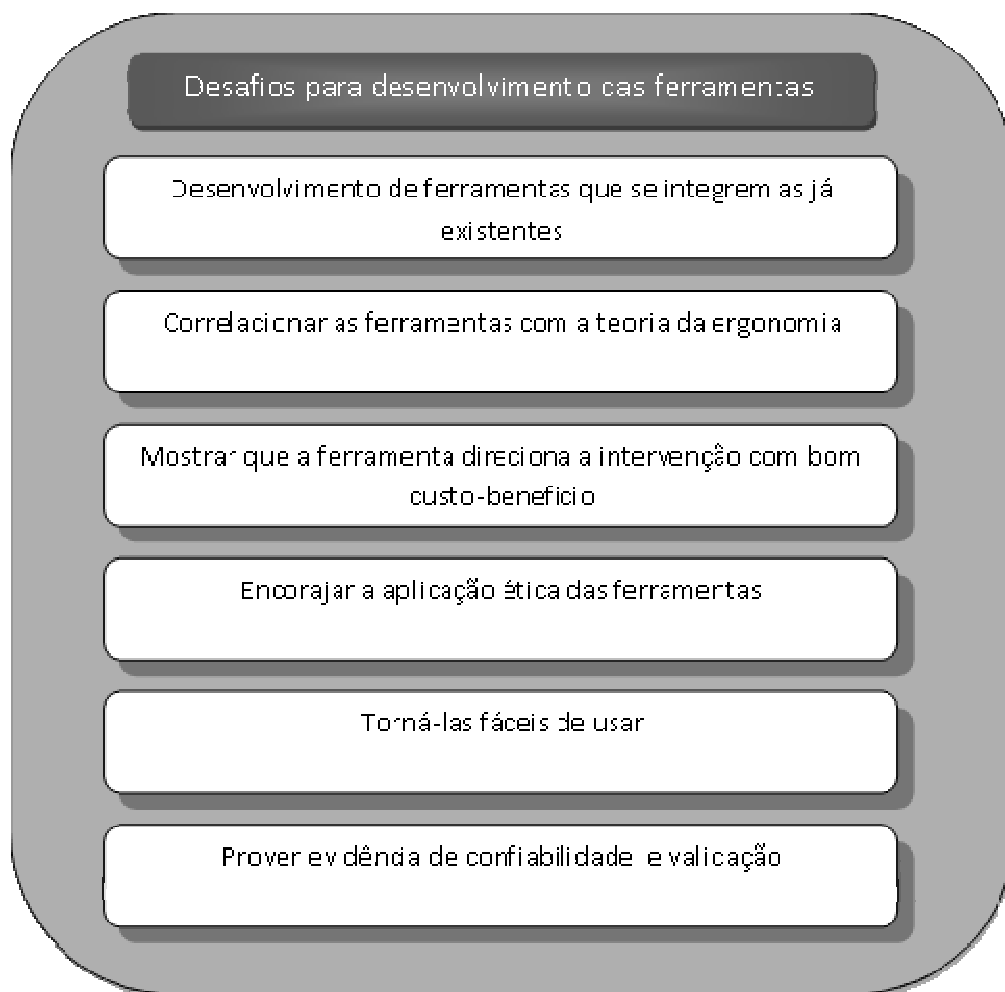 Desafios para desenvolvimento das ferramentas
Desenvolvimento de ferramentas que se integrem as já
existentes
Correlacionar as ferramentas com a teoria da ergonomia
Mostrar que a ferramenta direciona a intervenção com bom
custo-beneficio
Encorajar a aplicação ética das ferramentas
Torná-las fáceis de usar
Prover evidência de confiabilidade e validação